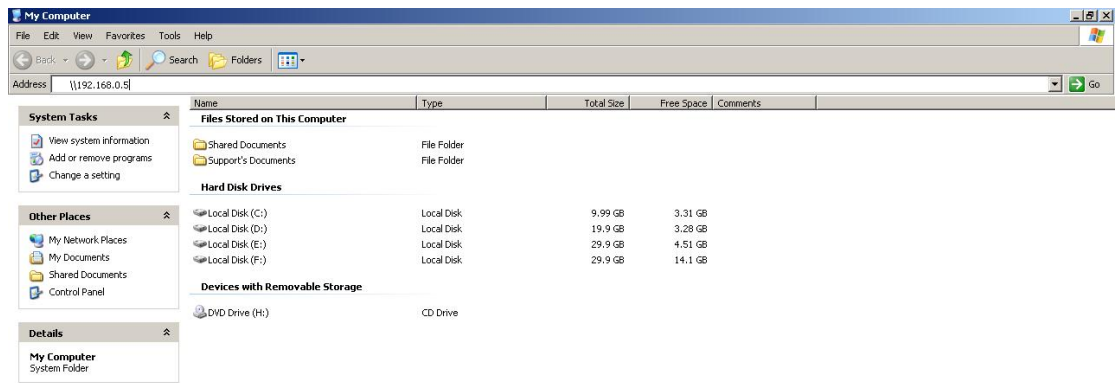 My Computer
File Edit View Favorites Tools Help
Back Search Folders
Address \\192.168.0.5 Go
Name Type Total Size Free Space Comments
System Tasks
View system information
Add or remove programs
Change a setting
Other Places
My Network Places
My Documents
Shared Documents
Control Panel
Details
My Computer
System Folder
Files Stored on This Computer
Shared Documents File Folder
Support's Documents File Folder
Hard Disk Drives
Local Disk (C:) Local Disk 9.99 GB 3.31 GB
Local Disk (D:) Local Disk 19.9 GB 3.28 GB
Local Disk (E:) Local Disk 29.9 GB 4.51 GB
Local Disk (F:) Local Disk 29.9 GB 14.1 GB
Devices with Removable Storage
DVD Drive (H:) CD Drive